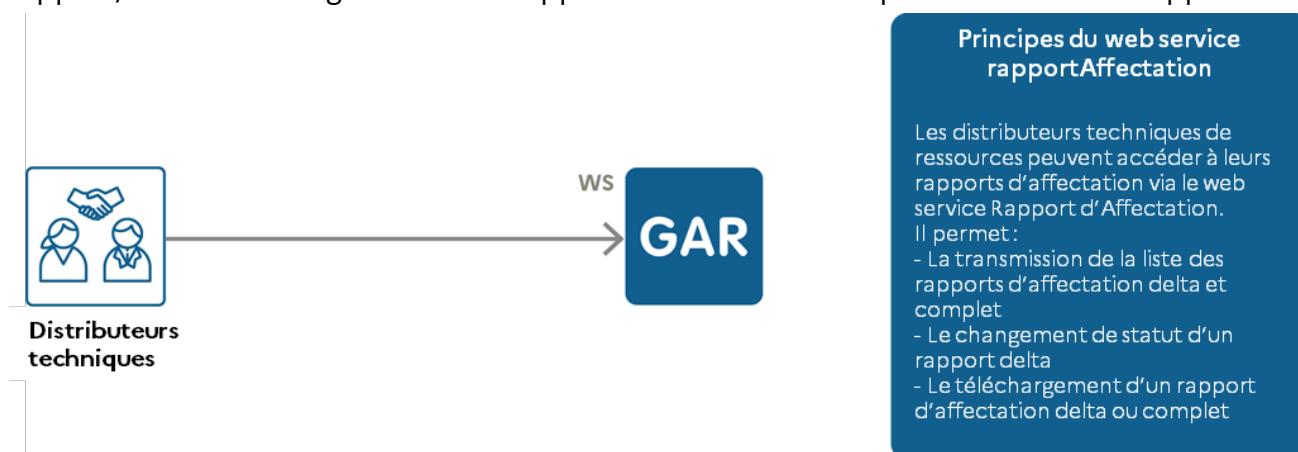 WS
GAR
Distributeurs
techniques
Principes du web service
rapportAffectation
Les distributeurs techniques de
ressources peuvent accéder à leurs
rapports d'affectation via le web
service Rapport d'Affectation.
Il permet :
- La transmission de la liste des
rapports d'affectation delta et
complet
- Le changement de statut d'un
rapport delta
- Le téléchargement d'un rapport
d'affectation delta ou complet